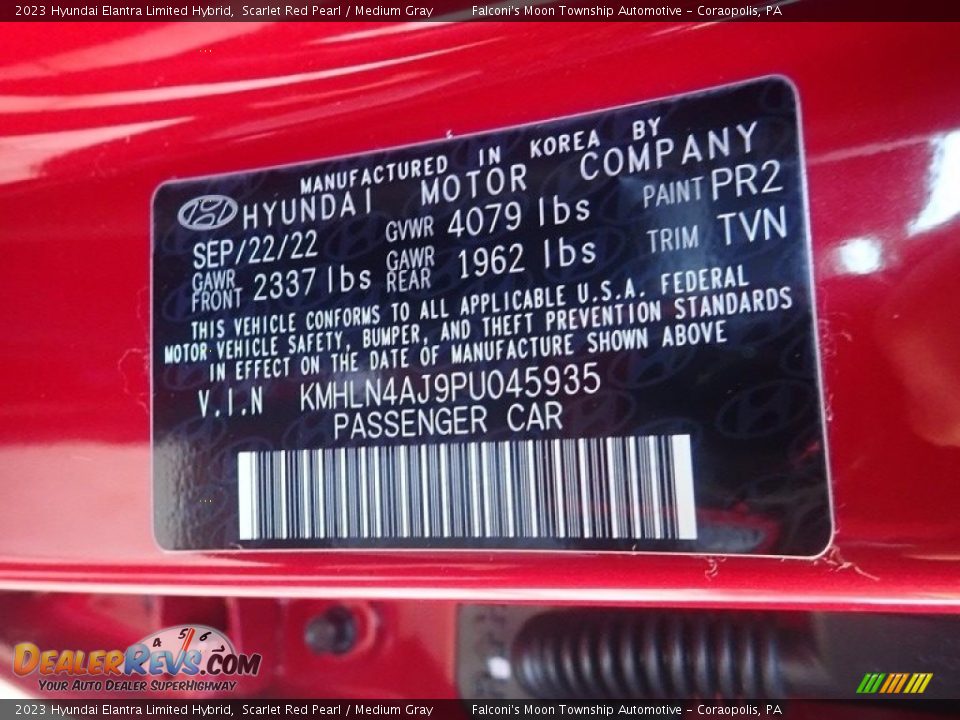 2023 Hyundai Elantra Limited Hybrid,  Scarlet Red Pearl / Medium Gray        Falconi's Moon Township Automotive - Coraopolis, PA
MANUFACTURED IN KOREA BY
HYUNDAI MOTOR COMPANY
SEP/22/22 GVWR 4079 lbs PAINT PR2
GAWR FRONT 2337 lbs GAWR REAR 1962 lbs TRIM TVN
THIS VEHICLE CONFORMS TO ALL APPLICABLE U.S.A. FEDERAL
MOTOR VEHICLE SAFETY, BUMPER, AND THEFT PREVENTION STANDARDS
IN EFFECT ON THE DATE OF MANUFACTURE SHOWN ABOVE
V.I.N KMHLN4AJ9PU045935
PASSENGER CAR
4 5 6
DealerRevs.com
Your Auto Dealer SuperHighway
2023 Hyundai Elantra Limited Hybrid,  Scarlet Red Pearl / Medium Gray        Falconi's Moon Township Automotive - Coraopolis, PA